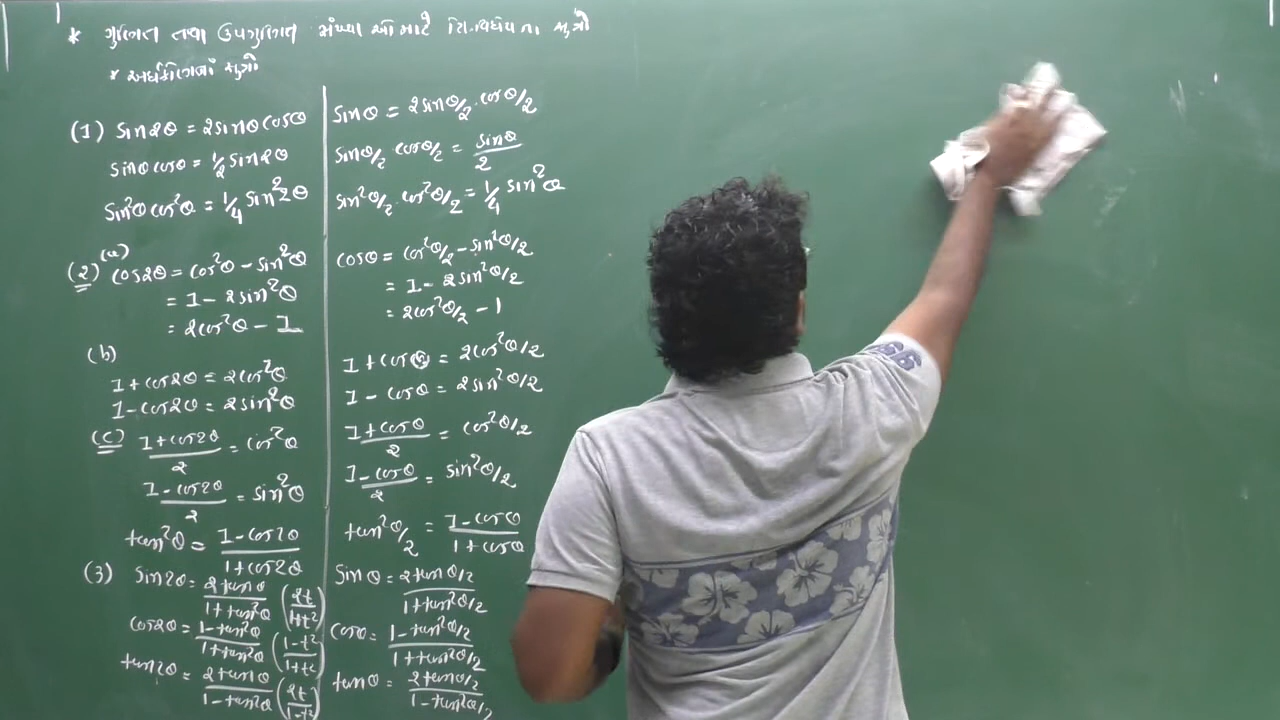 * ગુણિત તથા ઉપગુણિત સંખ્યા ઓ માટે ત્રિ.વિધેય ના સૂત્રો
* અર્ધકોણનાં સૂત્રો
(1) sin2θ = 2sinθcosθ
sinθcosθ = 1/2 sin2θ
sin²θcos²θ = 1/4 sin²2θ
(2) (a) cos2θ = cos²θ - sin²θ
= 1 - 2sin²θ
= 2cos²θ - 1
(b)
1+cos2θ = 2cos²θ
1-cos2θ = 2sin²θ
(c) (1+cos2θ)/2 = cos²θ
(1-cos2θ)/2 = sin²θ
tan²θ = (1-cos2θ)/(1+cos2θ)
(3) sin2θ = 2tanθ/(1+tan²θ) (2t/(1+t²))
cos2θ = (1-tan²θ)/(1+tan²θ) ((1-t²)/(1+t²))
tan2θ = 2tanθ/(1-tan²θ) (2t/(1-t²))
sinθ = 2sinθ/2.cosθ/2
sinθ/2 cosθ/2 = sinθ/2
sin²θ/2.cos²θ/2 = 1/4 sin²θ
cosθ = cos²θ/2 - sin²θ/2
= 1 - 2sin²θ/2
= 2cos²θ/2 - 1
1+cosθ = 2cos²θ/2
1-cosθ = 2sin²θ/2
(1+cosθ)/2 = cos²θ/2
(1-cosθ)/2 = sin²θ/2
tan²θ/2 = (1-cosθ)/(1+cosθ)
sinθ = (2tanθ/2)/(1+tan²θ/2)
cosθ = (1-tan²θ/2)/(1+tan²θ/2)
tanθ = (2tanθ/2)/(1-tan²θ/2)
66